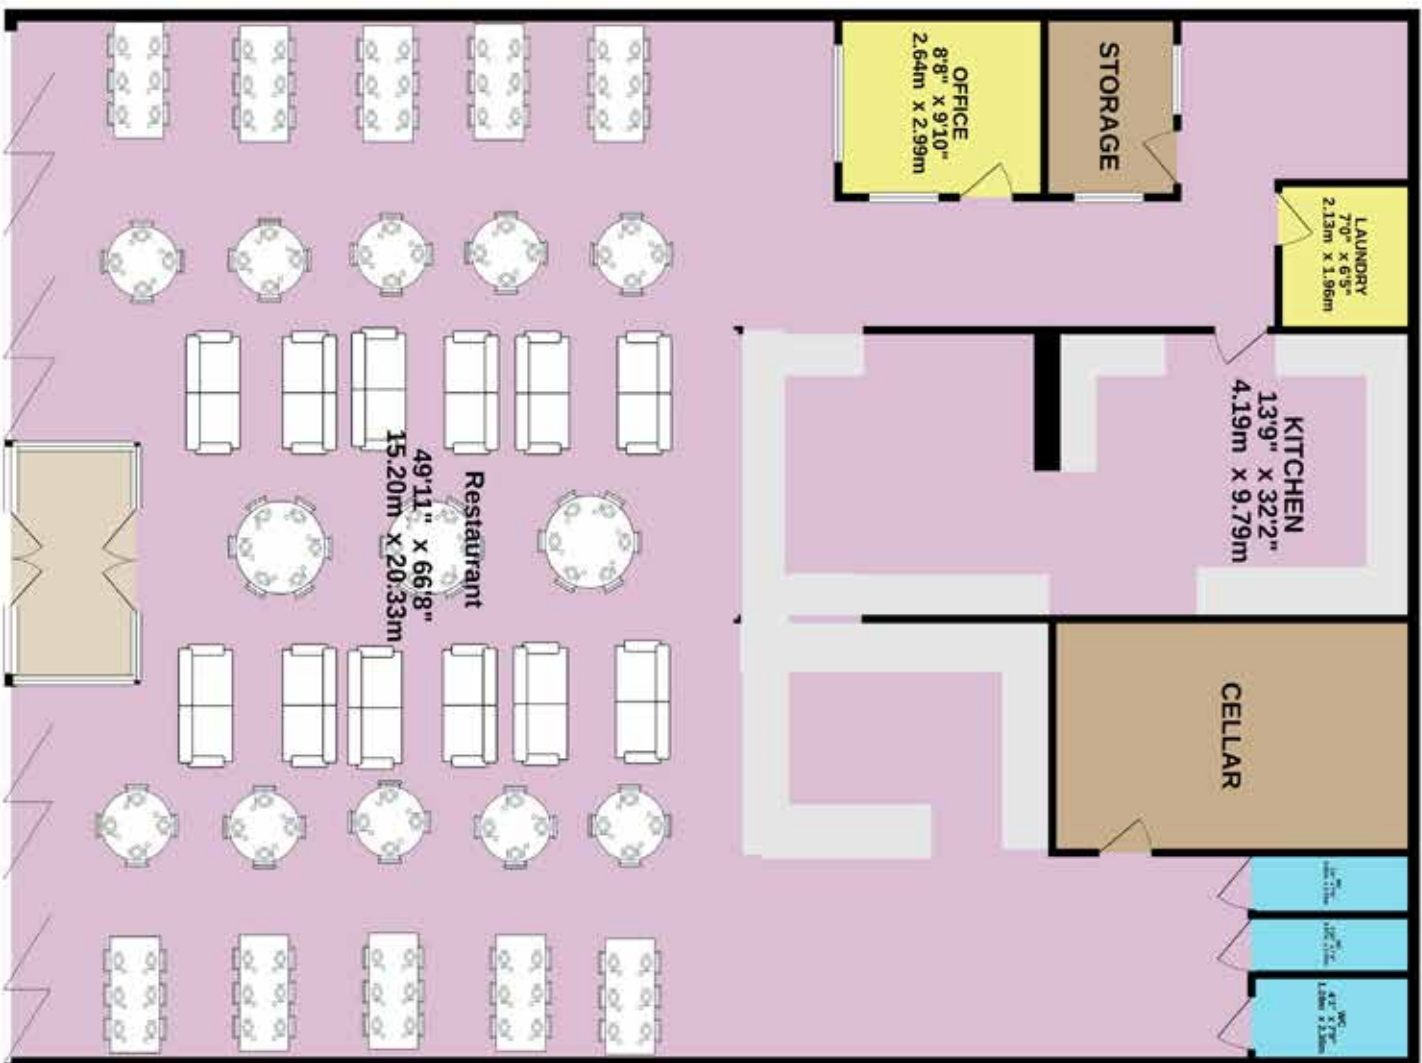 OFFICE
8'8" x 9'10"
2.64m x 2.99m
STORAGE
LAUNDRY
7'0" x 6'5"
2.13m x 1.96m
KITCHEN
13'9" x 32'2"
4.19m x 9.79m
Restaurant
49'11" x 66'8"
15.20m x 20.33m
CELLAR
WC